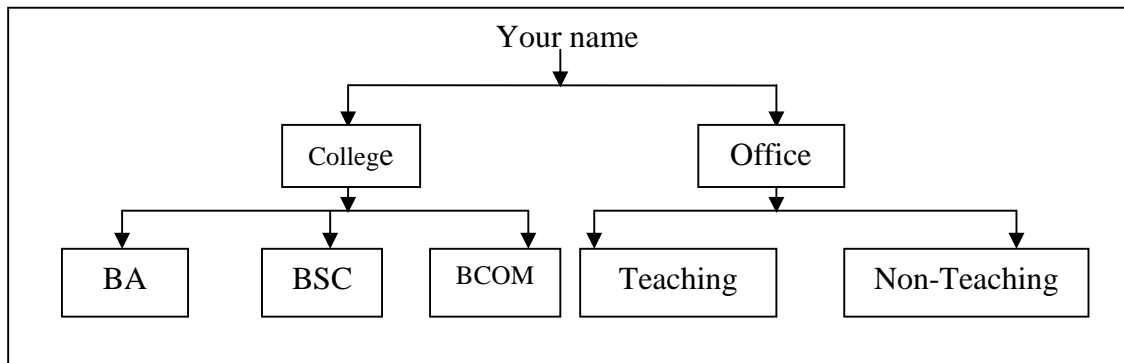 Your name
College
Office
BA
BSC
BCOM
Teaching
Non-Teaching